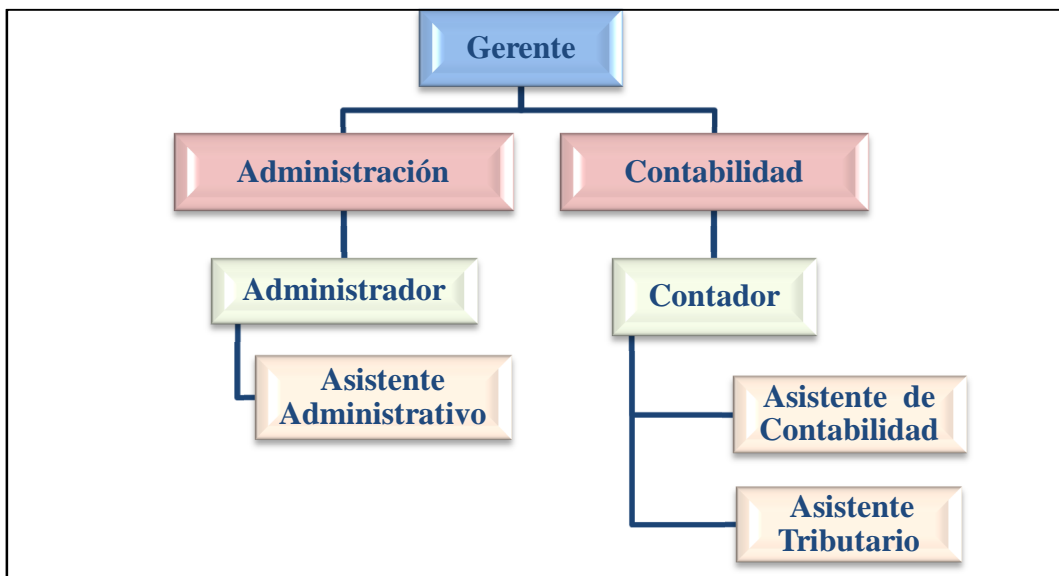 Gerente
Administración
Contabilidad
Administrador
Contador
Asistente
Administrativo
Asistente de
Contabilidad
Asistente
Tributario